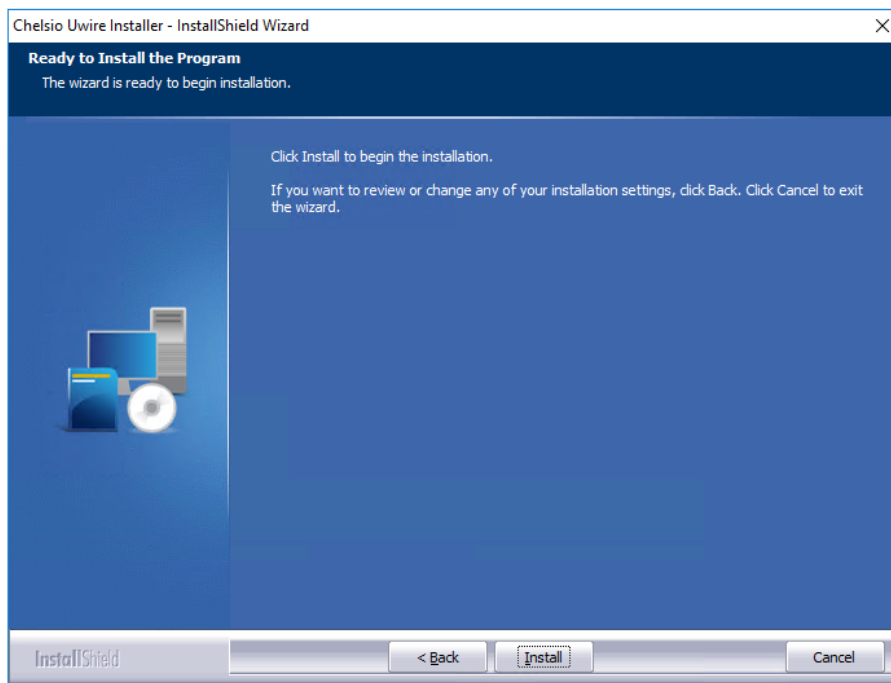 Chelsio Uwire Installer - InstallShield Wizard
Ready to Install the Program
The wizard is ready to begin installation.
Click Install to begin the installation.
If you want to review or change any of your installation settings, click Back. Click Cancel to exit
the wizard.
InstallShield
< Back
Install
Cancel